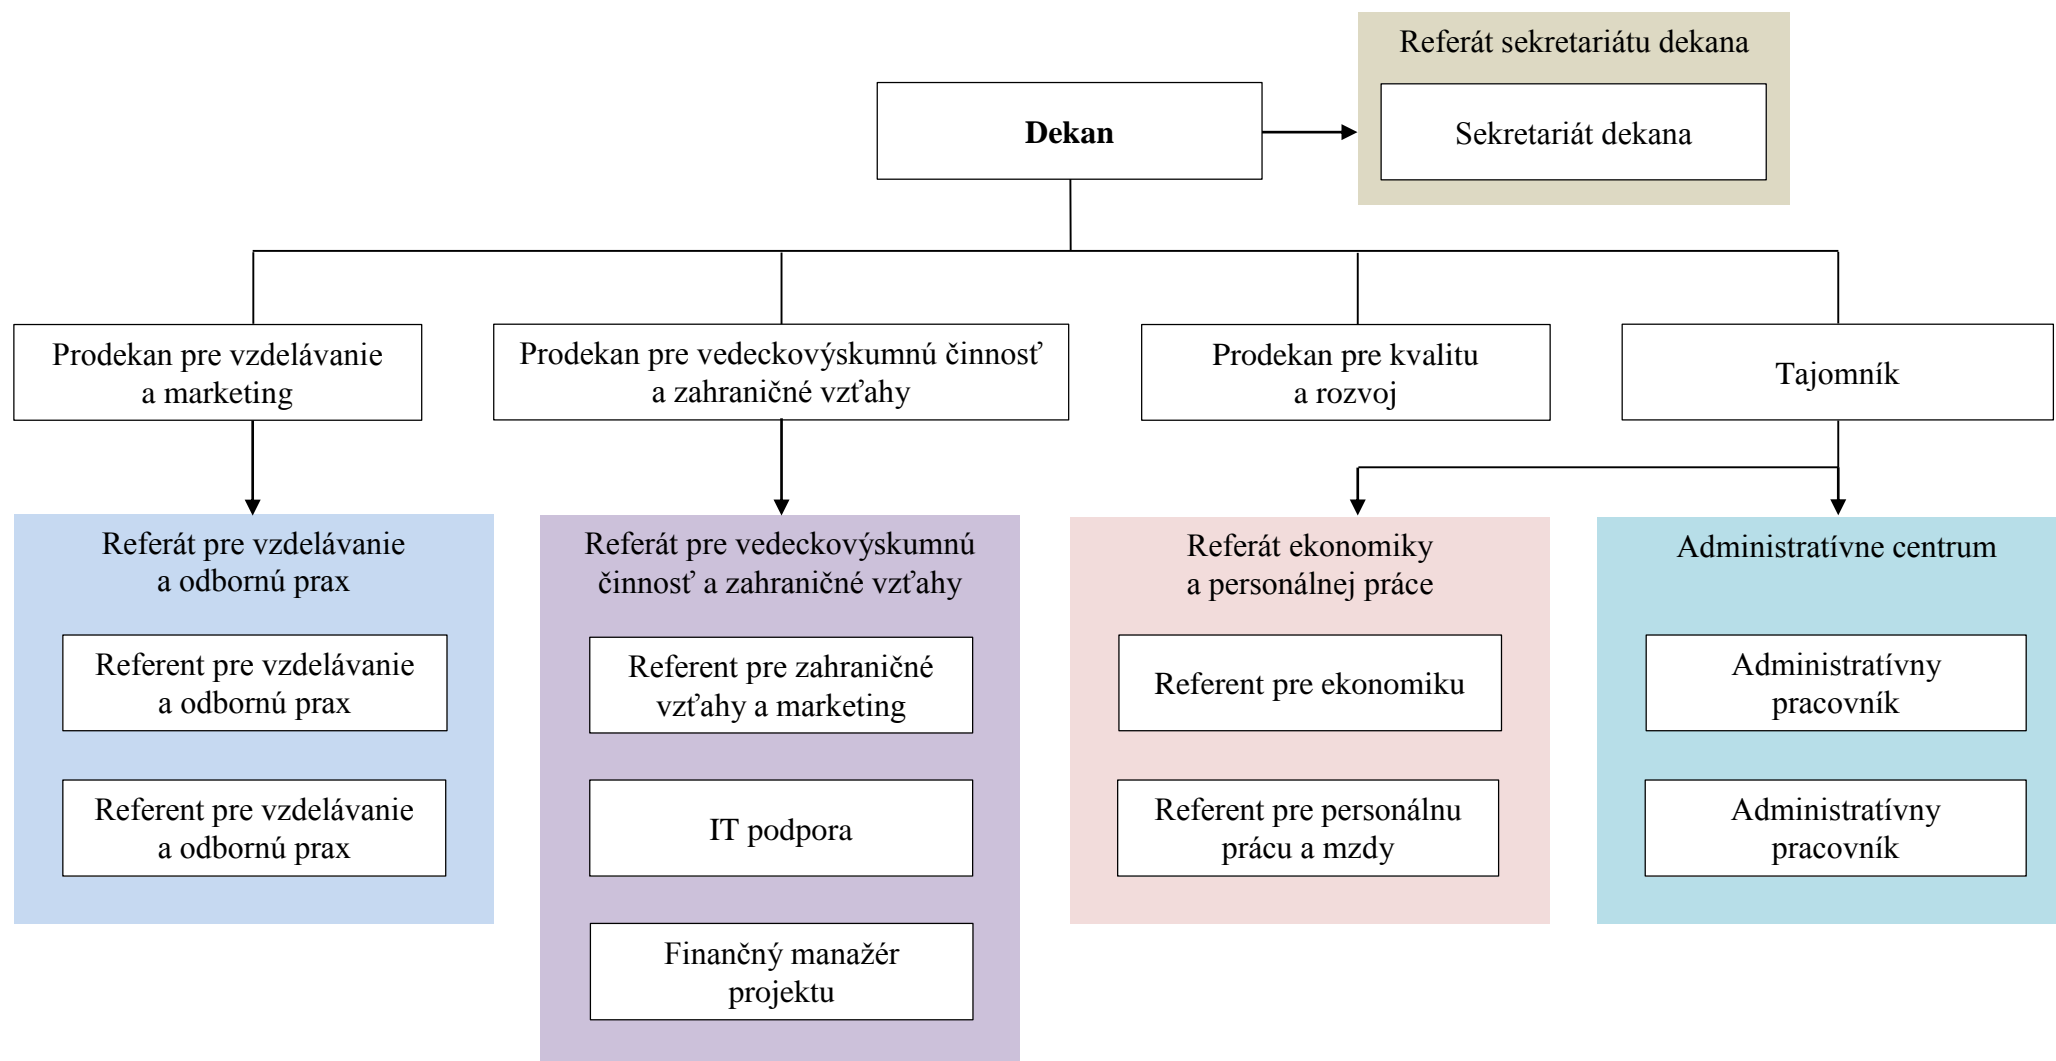 Referát sekretariátu dekana
Dekan
Sekretariát dekana
Prodekan pre vzdelávanie
a marketing
Prodekan pre vedeckovýskumnú činnosť
a zahraničné vzťahy
Prodekan pre kvalitu
a rozvoj
Tajomník
Referát pre vzdelávanie
a odbornú prax
Referent pre vzdelávanie
a odbornú prax
Referent pre vzdelávanie
a odbornú prax
Referát pre vedeckovýskumnú
činnosť a zahraničné vzťahy
Referent pre zahraničné
vzťahy a marketing
IT podpora
Finančný manažér
projektu
Referát ekonomiky
a personálnej práce
Referent pre ekonomiku
Referent pre personálnu
prácu a mzdy
Administratívne centrum
Administratívny
pracovník
Administratívny
pracovník